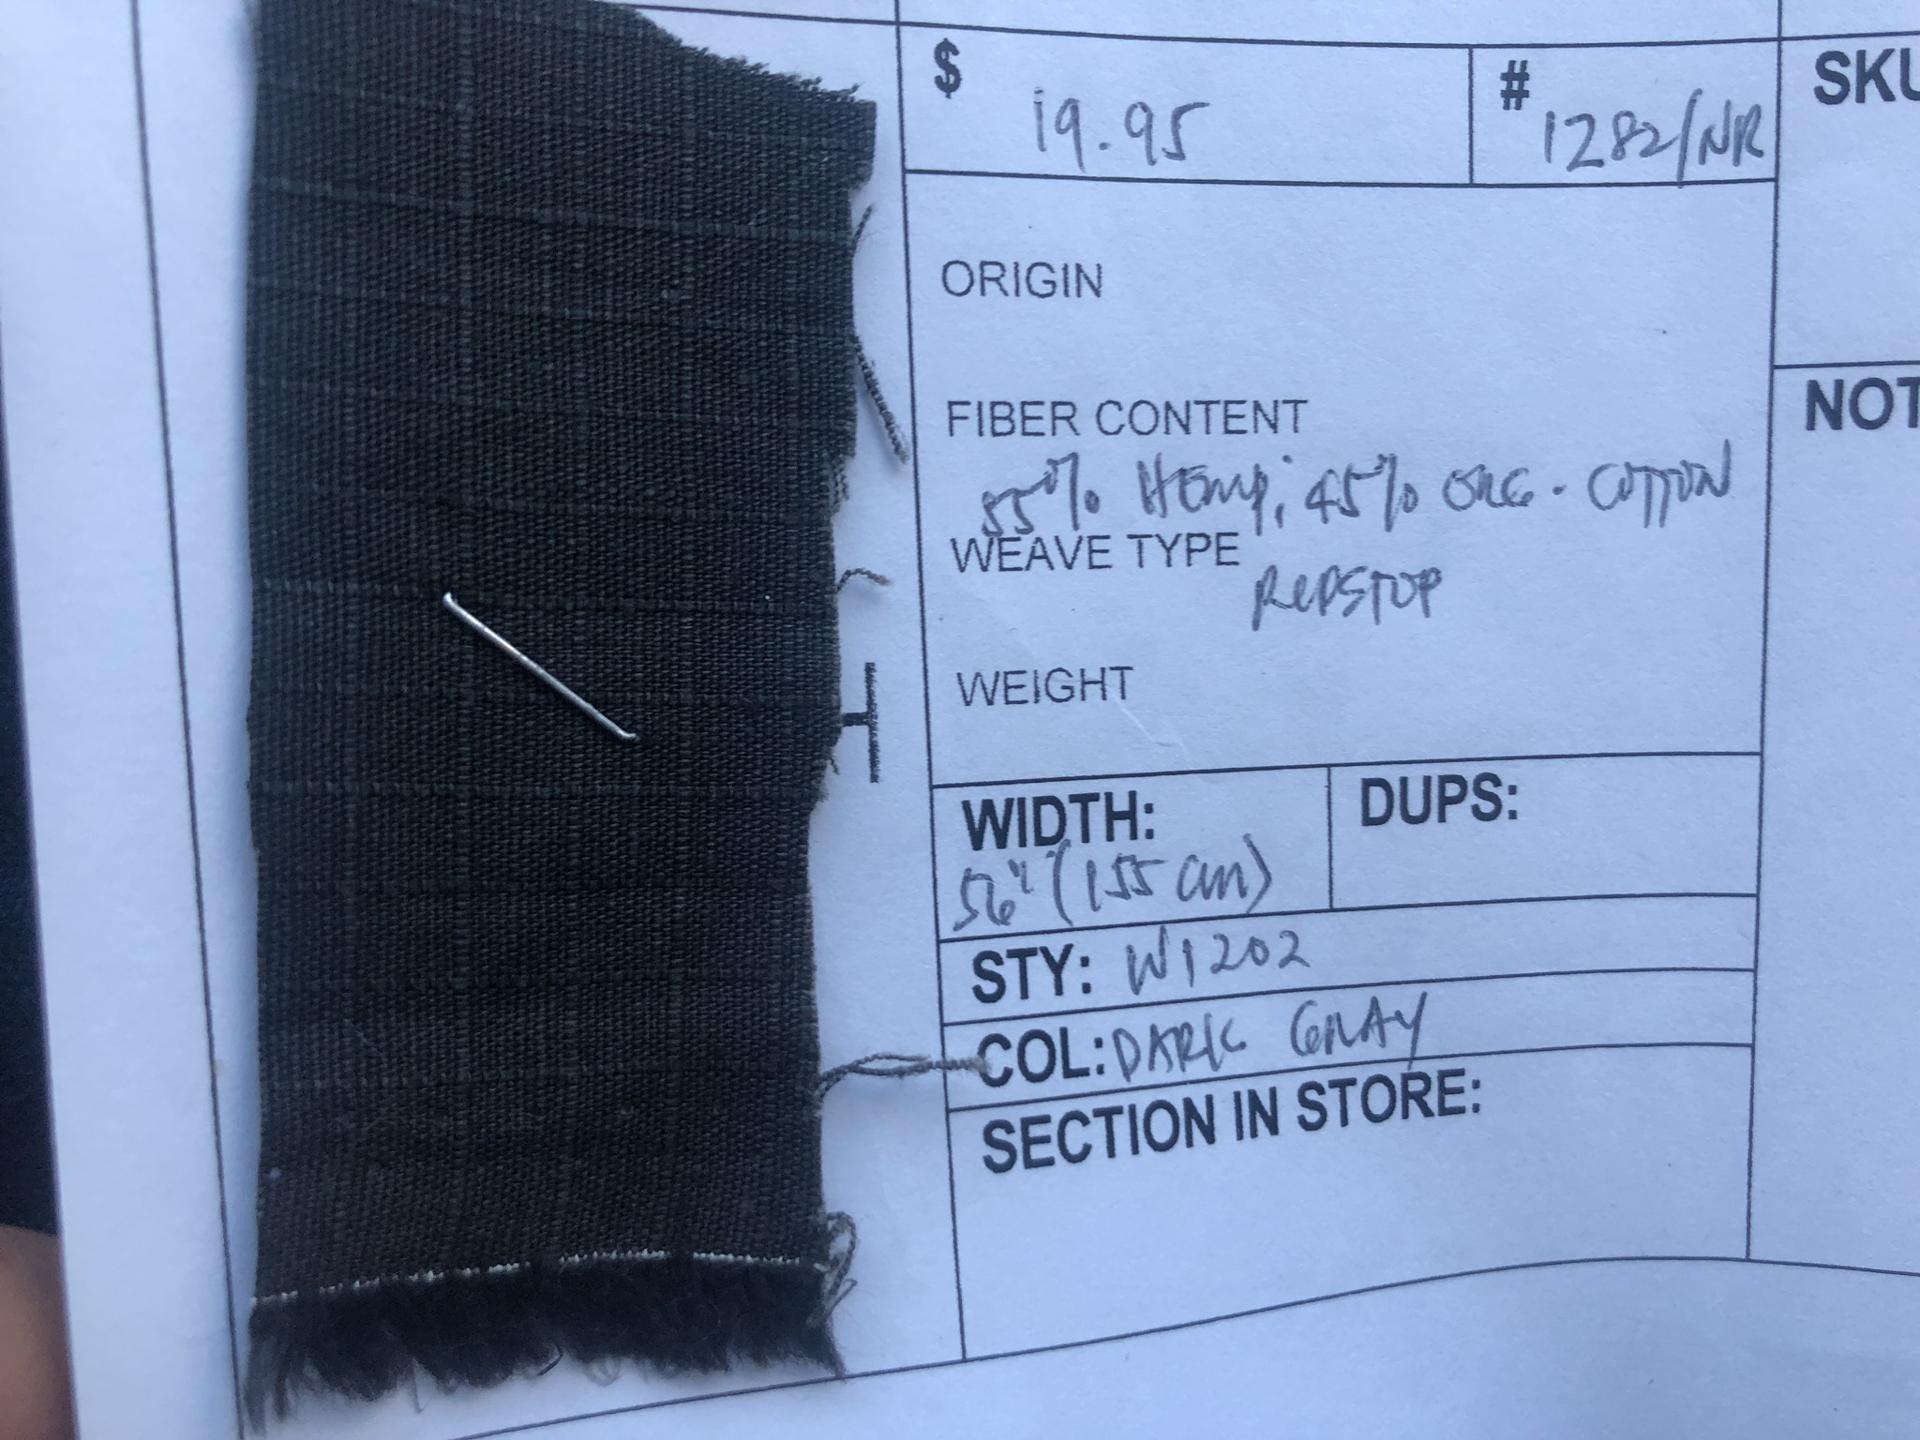 $ 19.95
# 1282/NR
SKU
ORIGIN
FIBER CONTENT
55% HEMP; 45% ORG. COTTON
WEAVE TYPE
RIPSTOP
WEIGHT
NOT
WIDTH:
56" (155 cm)
DUPS:
STY: W1202
COL: DARK GRAY
SECTION IN STORE: